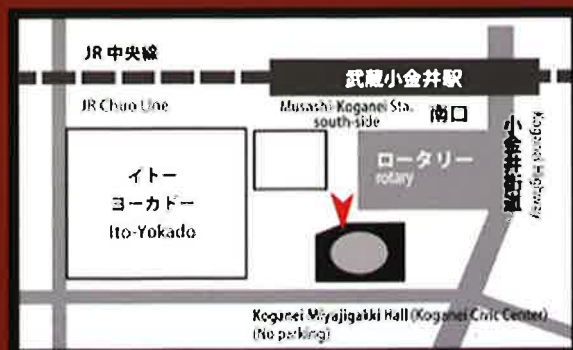 JR 中央線
武蔵小金井駅
JR Chuo Line
Musashi-Koganei Sta.
south-side
南口
ロータリー
rotary
小金井街道
Koganei Highway
イトー
ヨーカドー
Ito-Yokado
Koganei Miyajigakki Hall (Koganei Civic Center)
(No parking)